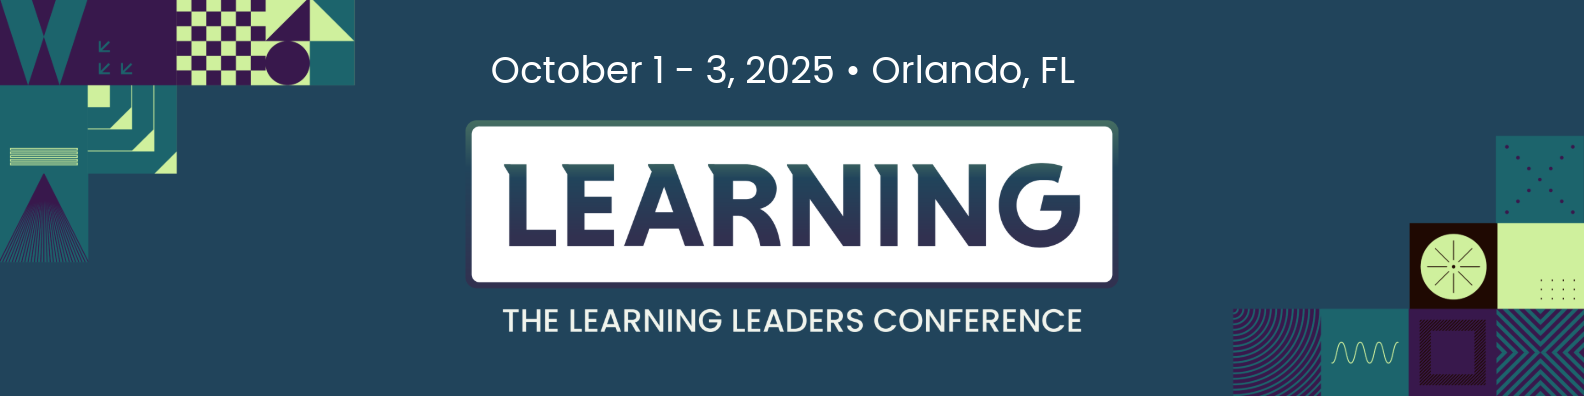 October 1 - 3, 2025 • Orlando, FL
LEARNING
THE LEARNING LEADERS CONFERENCE